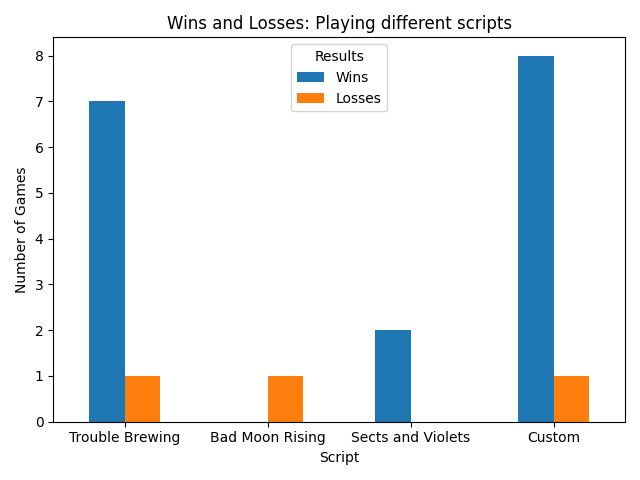 Wins and Losses: Playing different scripts
Results
Wins
Losses
Number of Games
8
7
6
5
4
3
2
1
0
Trouble Brewing
Bad Moon Rising
Sects and Violets
Custom
Script